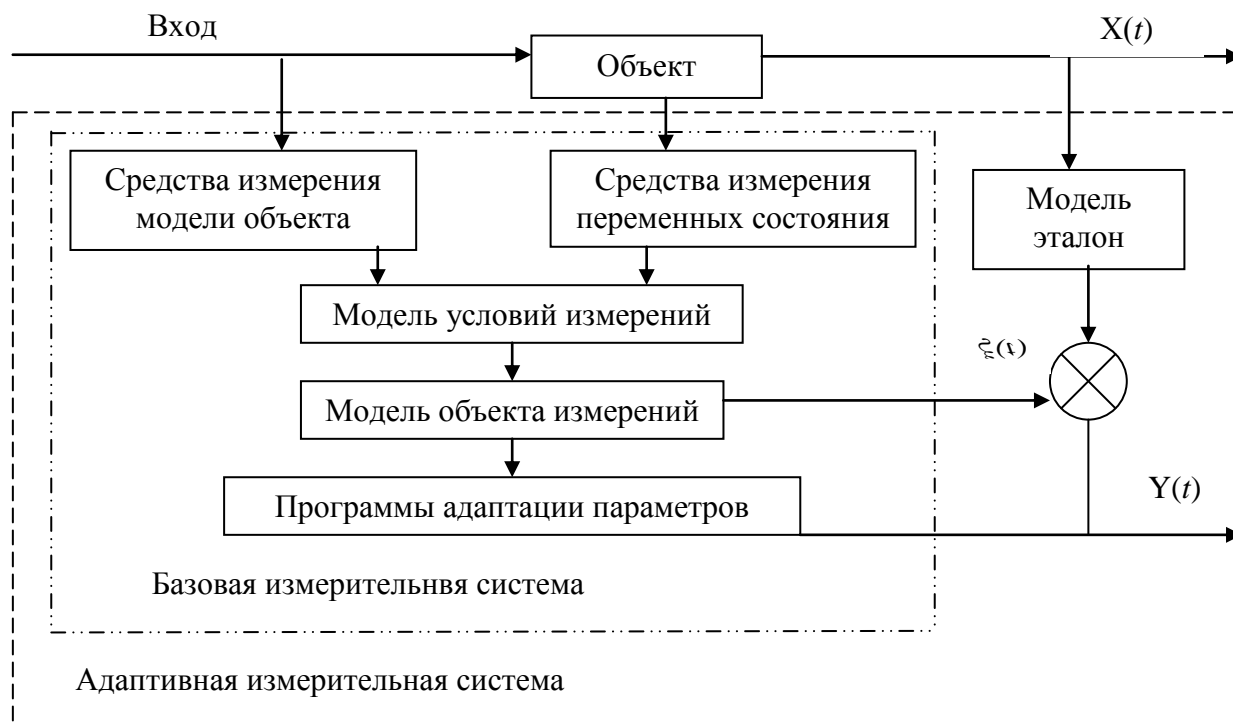 Вход
X(t)
Объект
Средства измерения
модели объекта
Средства измерения
переменных состояния
Модель
эталон
Модель условий измерений
ξ(t)
Модель объекта измерений
Y(t)
Программы адаптации параметров
Базовая измерительнвя система
Адаптивная измерительная система